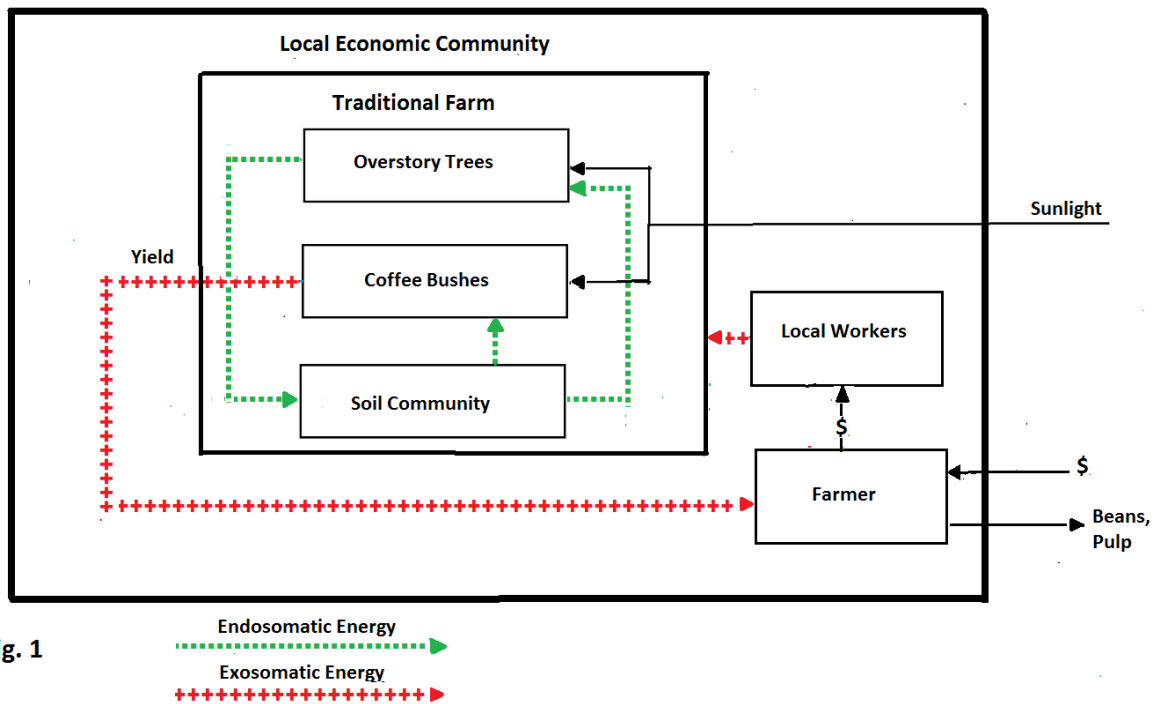 Local Economic Community
Traditional Farm
Overstory Trees
Sunlight
Yield
Coffee Bushes
Local Workers
Soil Community
$
$
Farmer
Beans,
Pulp
Endosomatic Energy
g. 1
Exosomatic Energy